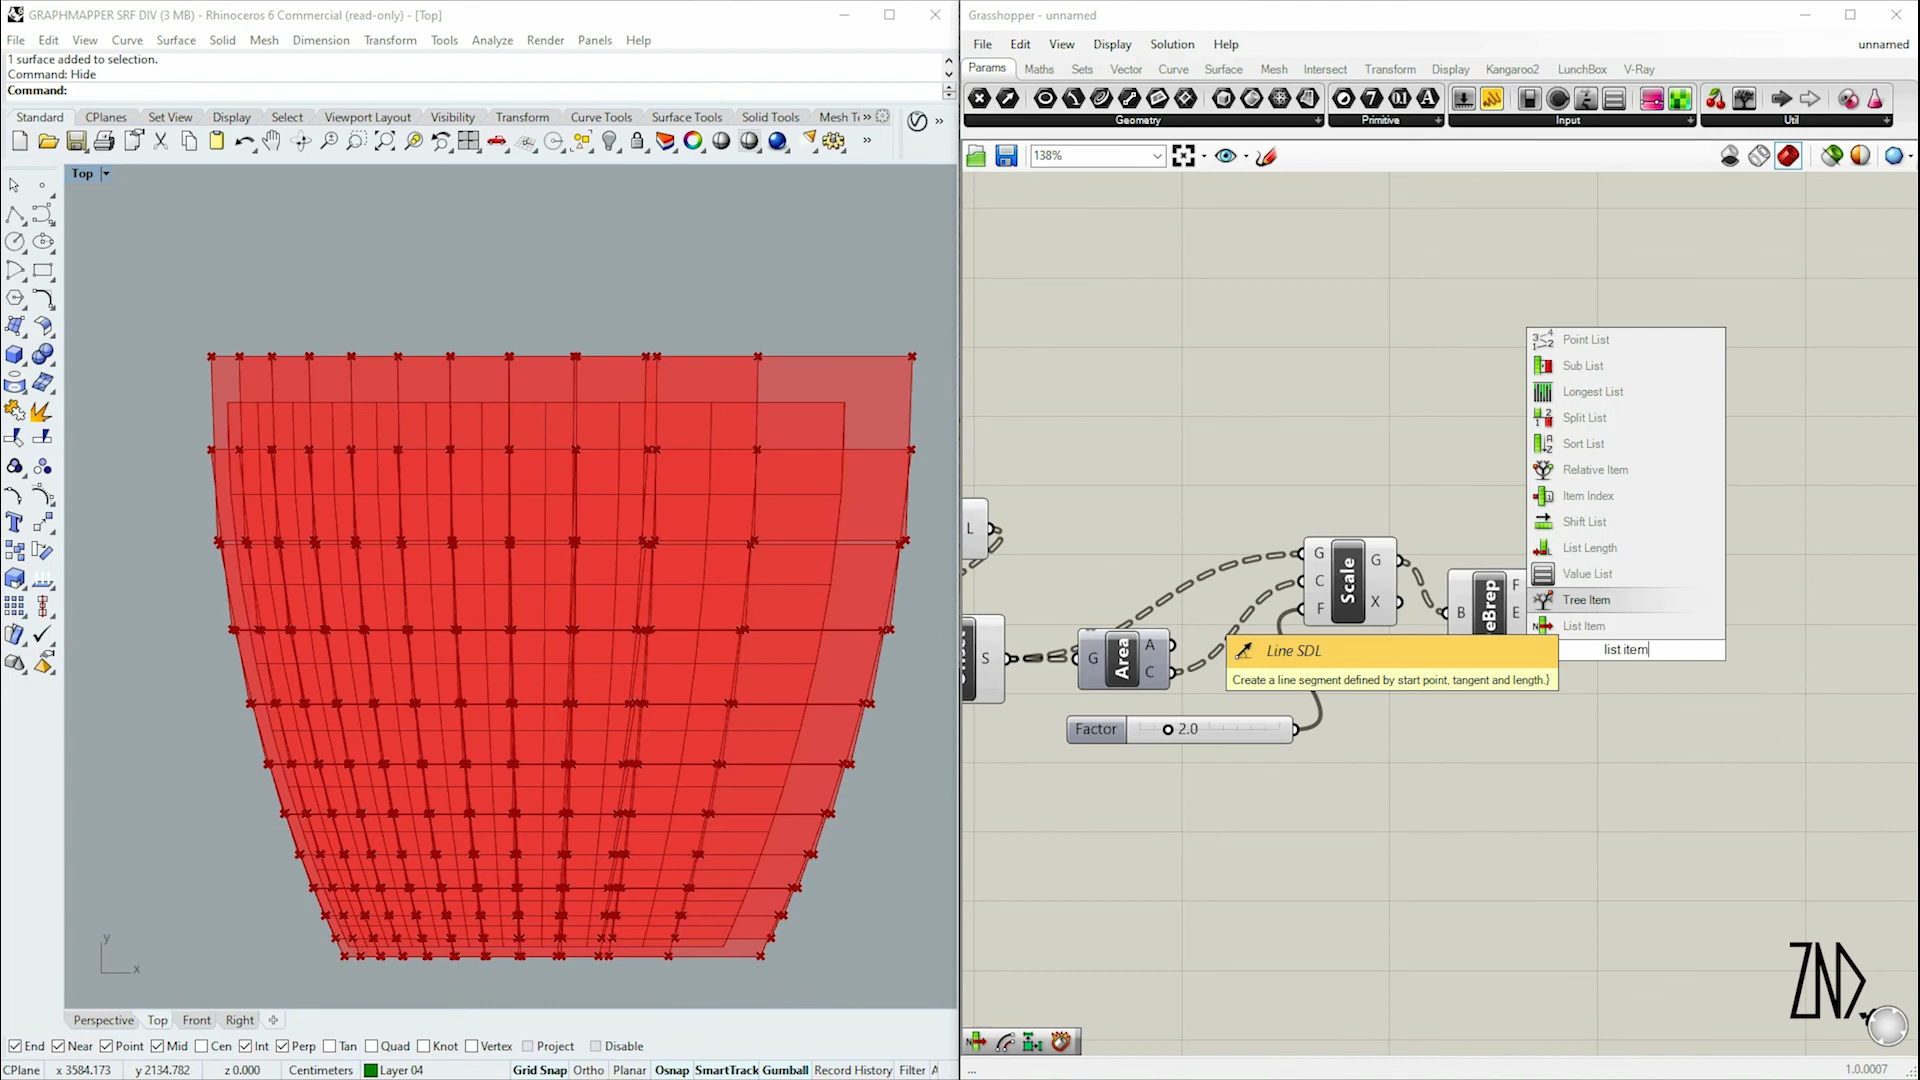 GRAPHMAPPER SRF DIV (3 MB) - Rhinoceros 6 Commercial (read-only) - [Top]
File Edit View Curve Surface Solid Mesh Dimension Transform Tools Analyze Render Panels Help
1 surface added to selection.
Command: Hide
Command:
Standard CPlanes Set View Display Select Viewport Layout Visibility Transform Curve Tools Surface Tools Solid Tools Mesh T
Top
y
x
Perspective Top Front Right
End Near Point Mid Cen Int Perp Tan Quad Knot Vertex Project Disable
CPlane x 3584.173 y 2134.782 z 0.000 Centimeters Layer 04 Grid Snap Ortho Planar Osnap SmartTrack Gumball Record History Filter A
Grasshopper - unnamed
File Edit View Display Solution Help unnamed
Params Maths Sets Vector Curve Surface Mesh Intersect Transform Display Kangaroo2 LunchBox V-Ray
Geometry Primitive Input Util
138%
Point List
Sub List
Longest List
Split List
Sort List
Relative Item
Item Index
Shift List
List Length
Value List
Tree Item
List Item
list item
L
S
G Area A C
G C F Scale G X
B eBrep F E
Line SDL
Create a line segment defined by start point, tangent and length.}
Factor 2.0
ZND
... 1.0.0007